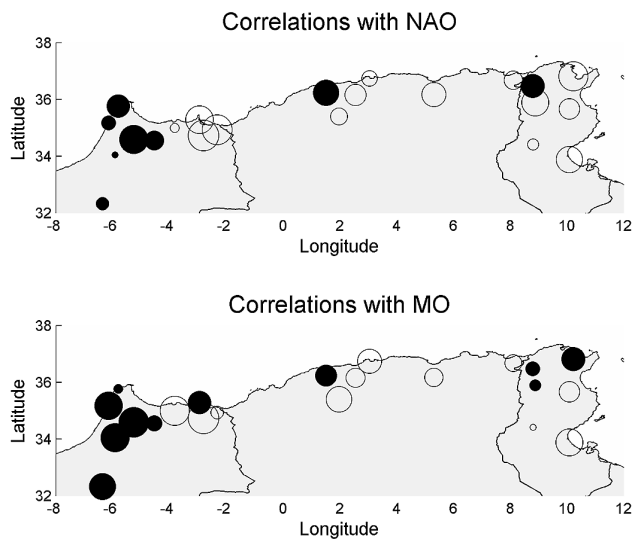 Correlations with NAO
38
36
34
32
Latitude
-8 -6 -4 -2 0 2 4 6 8 10 12
Longitude
Correlations with MO
38
36
34
32
Latitude
-8 -6 -4 -2 0 2 4 6 8 10 12
Longitude